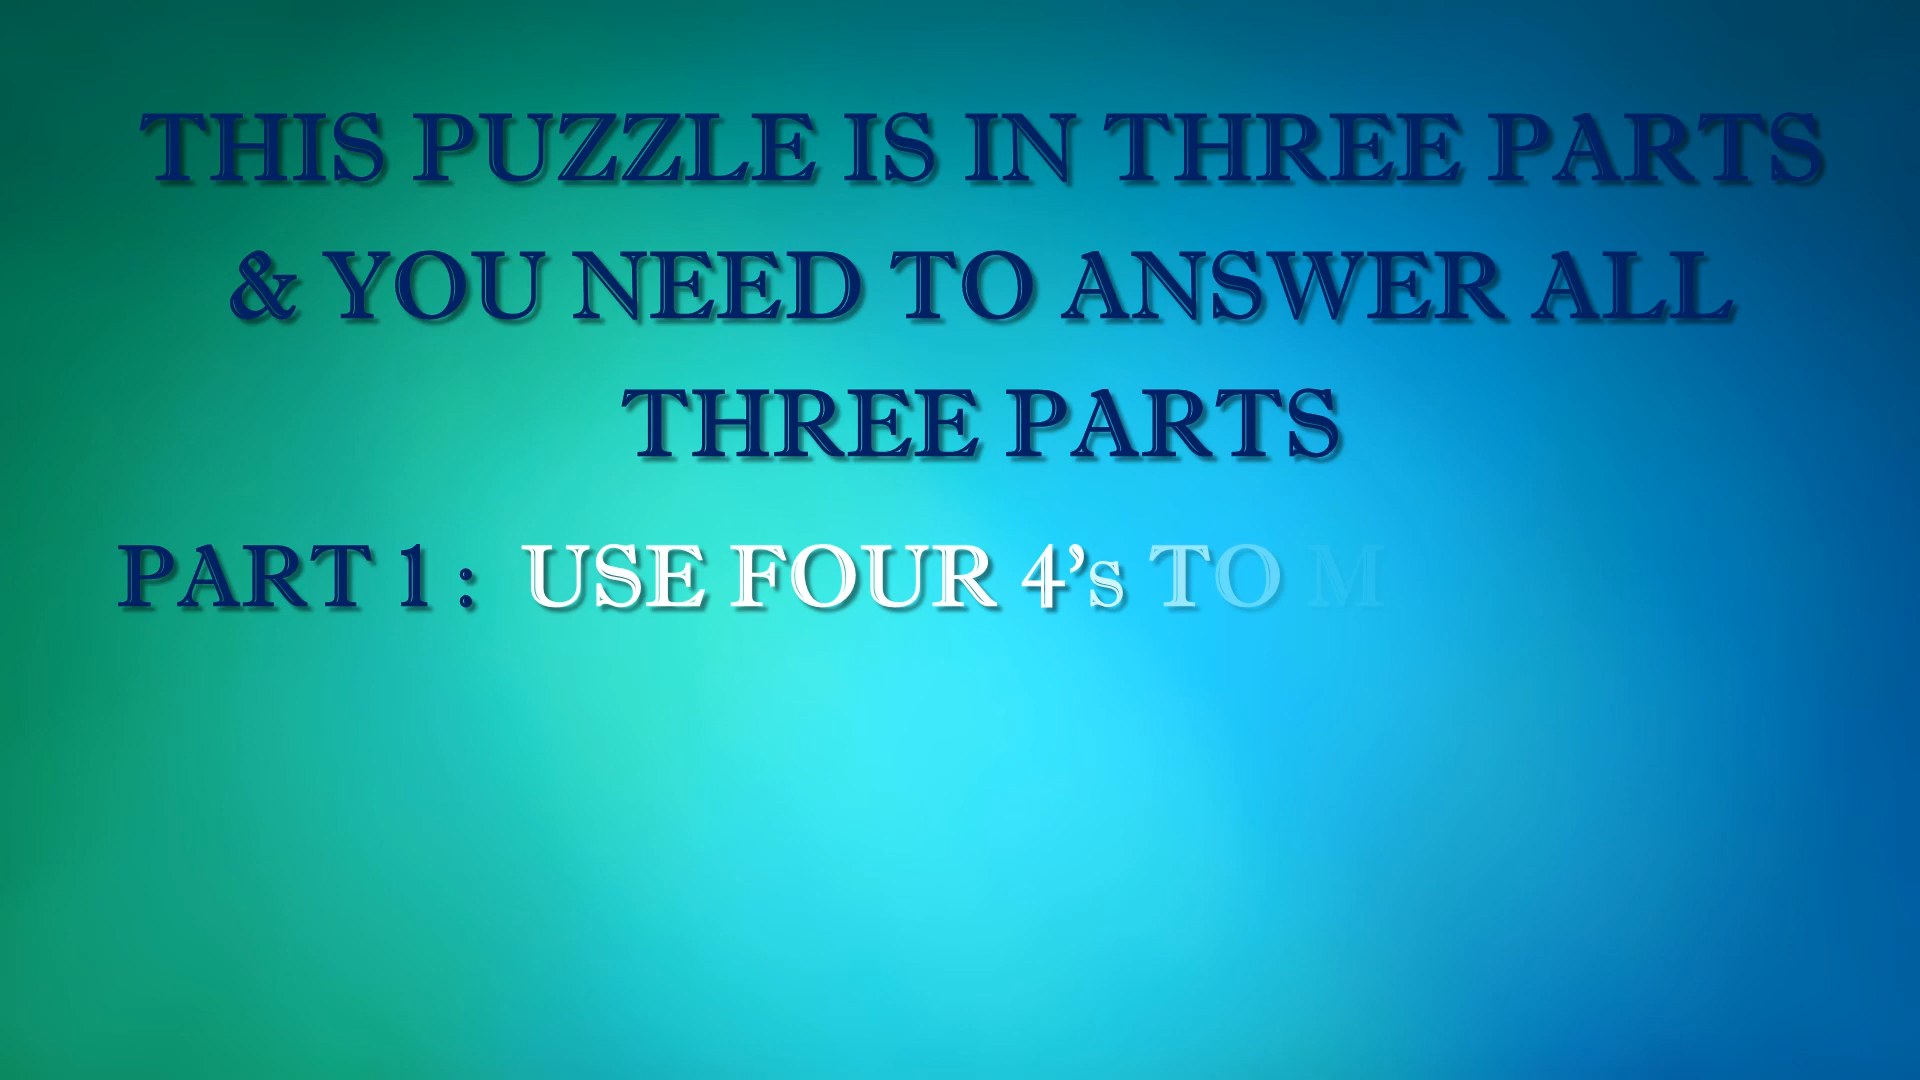 THIS PUZZLE IS IN THREE PARTS
& YOU NEED TO ANSWER ALL
THREE PARTS
PART 1 : USE FOUR 4’s TO M